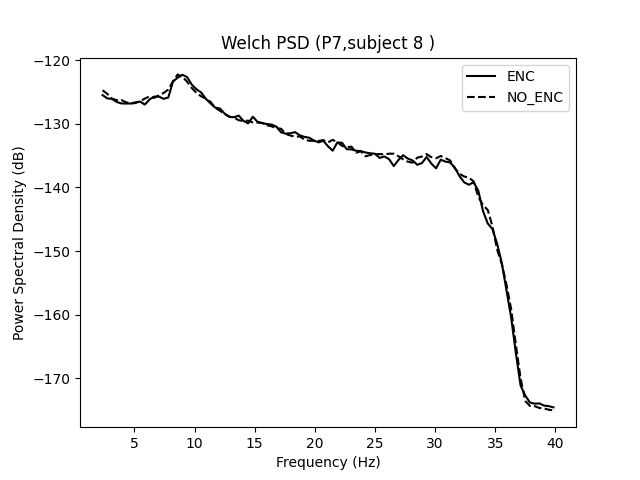 Welch PSD (P7,subject 8 )
Power Spectral Density (dB)
−120
−130
−140
−150
−160
−170
ENC
NO_ENC
5 10 15 20 25 30 35 40
Frequency (Hz)